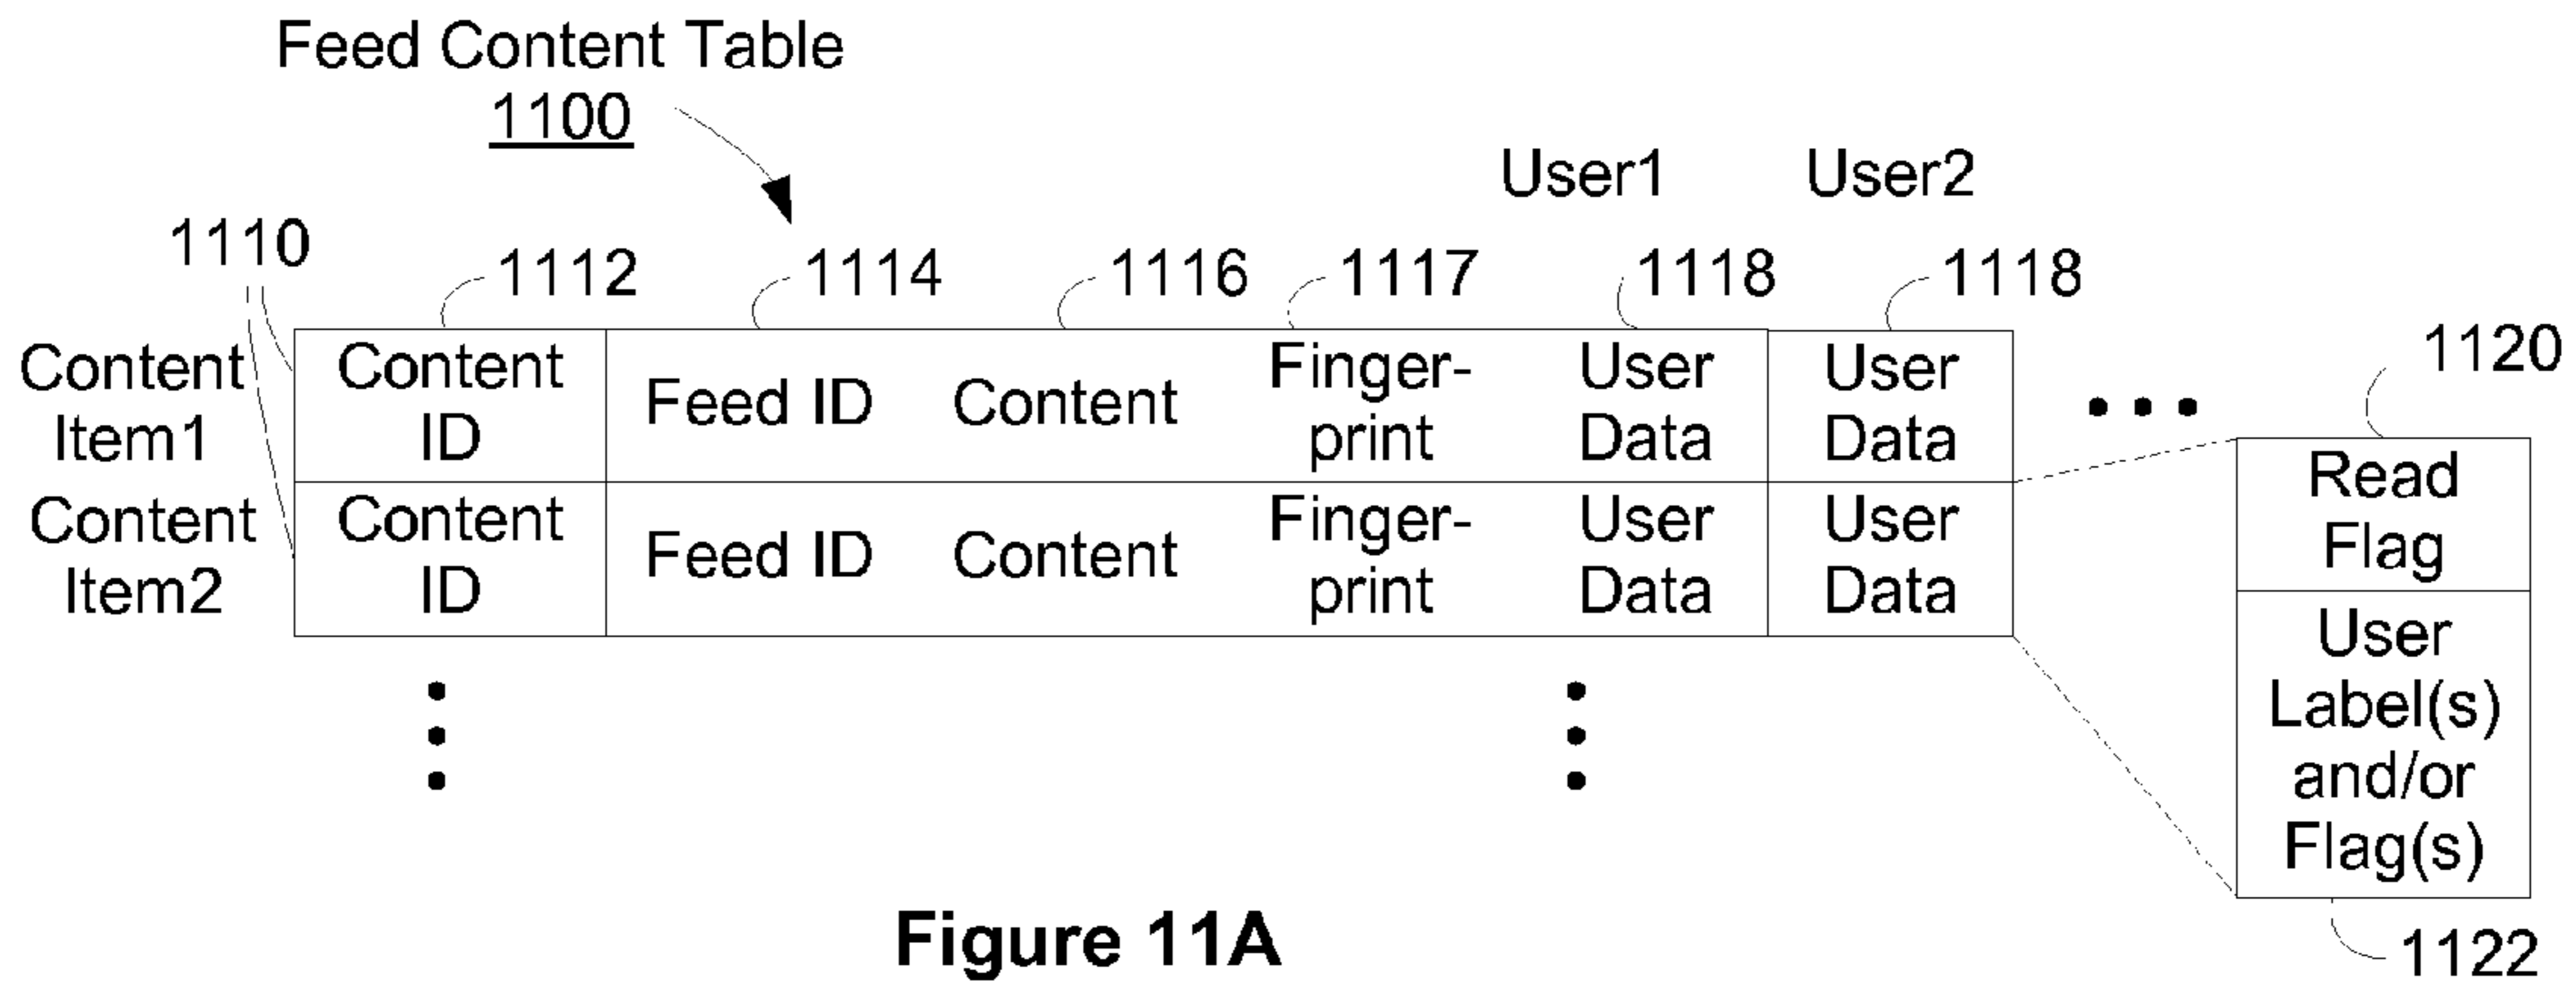 Feed Content Table
1100
User1 User2
1110 1112 1114 1116 1117 1118 1118
Content Item1
Content ID
Feed ID
Content
Finger-
print
User
Data
User
Data
1120
Content Item2
Content ID
Feed ID
Content
Finger-
print
User
Data
User
Data
Read
Flag
User
Label(s)
and/or
Flag(s)
1122
Figure 11A